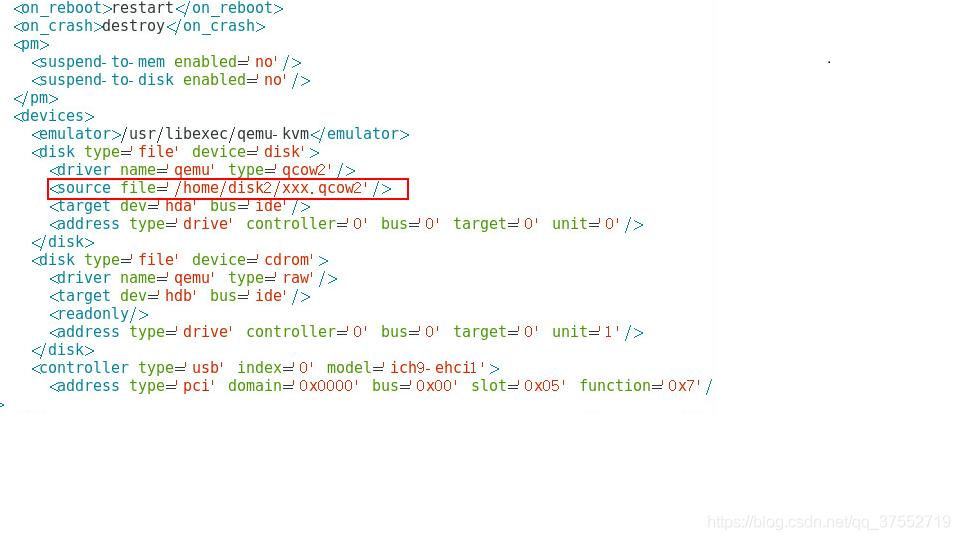 <on_reboot>restart</on_reboot>
<on_crash>destroy</on_crash>
<pm>
<suspend-to-mem enabled='no'/>
<suspend-to-disk enabled='no'/>
</pm>
<devices>
<emulator>/usr/libexec/qemu-kvm</emulator>
<disk type='file' device='disk'>
<driver name='qemu' type='qcow2'/>
<source file='/home/disk2/xxx.qcow2'/>
<target dev='hda' bus='ide'/>
<address type='drive' controller='0' bus='0' target='0' unit='0'/>
</disk>
<disk type='file' device='cdrom'>
<driver name='qemu' type='raw'/>
<target dev='hdb' bus='ide'/>
<readonly/>
<address type='drive' controller='0' bus='0' target='0' unit='1'/>
</disk>
<controller type='usb' index='0' model='ich9-ehci1'>
<address type='pci' domain='0x0000' bus='0x00' slot='0x05' function='0x7'/
>
https://blog.csdn.net/qq_37552719